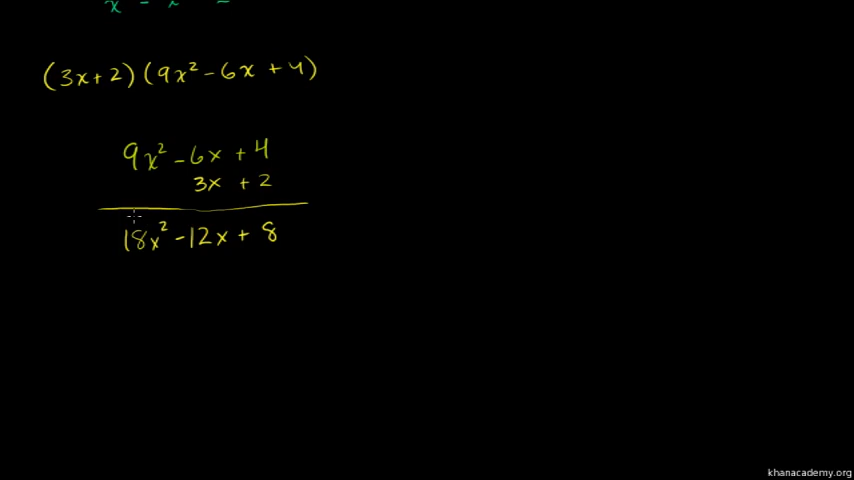 (3x+2)(9x²-6x+4)
9x²-6x+4
3x+2
18x²-12x+8
khanacademy.org